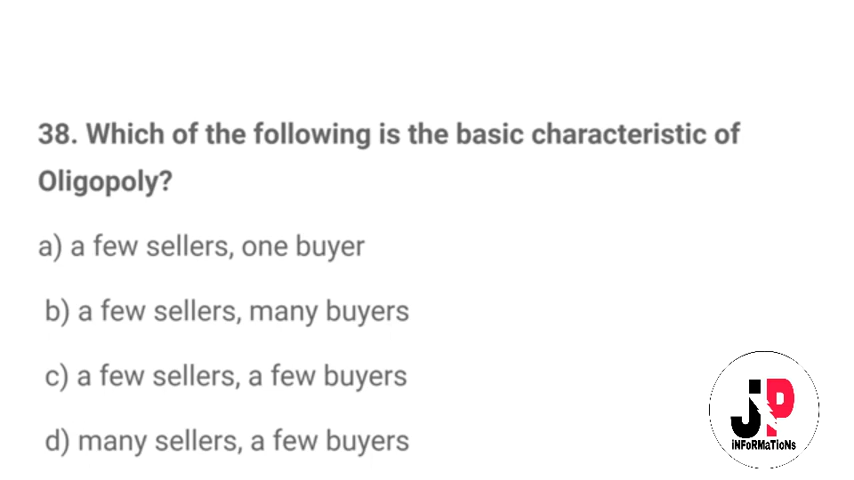 38. Which of the following is the basic characteristic of
Oligopoly?
a) a few sellers, one buyer
b) a few sellers, many buyers
c) a few sellers, a few buyers
d) many sellers, a few buyers
JP
iNFoRMaTioNs